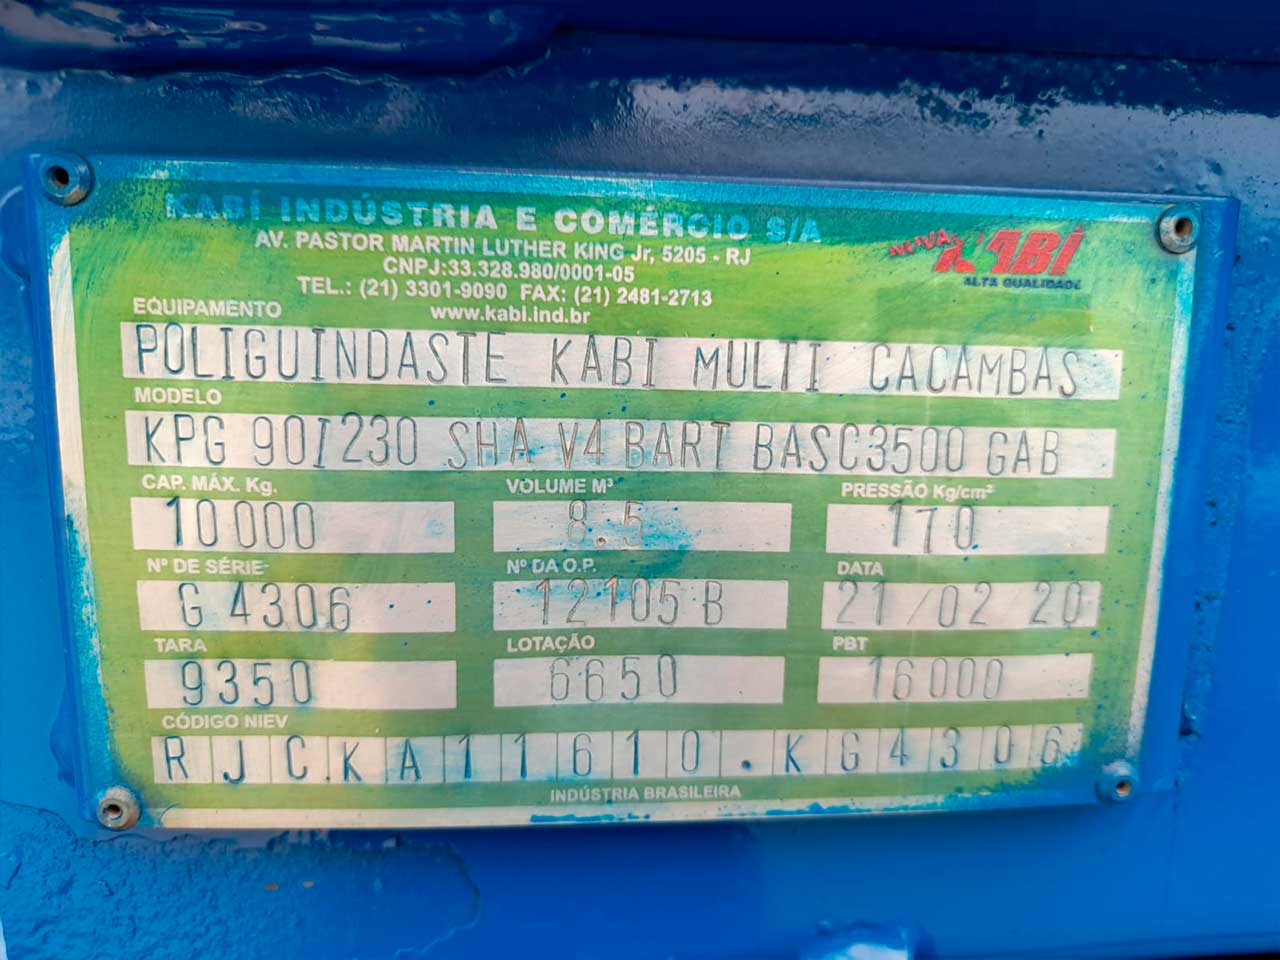 KABÍ INDÚSTRIA E COMÉRCIO S/A
AV. PASTOR MARTIN LUTHER KING Jr, 5205 - RJ
CNPJ:33.328.980/0001-05
TEL.: (21) 3301-9090 FAX: (21) 2481-2713
www.kabi.ind.br
NOVA KABÍ
ALTA QUALIDADE
EQUIPAMENTO
POLIGUINDASTE KABI MULTI CACAMBAS
MODELO
KPG 90I230 SHA V4 BART BASC3500 GAB
CAP. MÁX. Kg. VOLUME M³ PRESSÃO Kg/cm²
10000 8.5 170
Nº DE SÉRIE Nº DA O.P. DATA
G 4306 12105B 21/02/20
TARA LOTAÇÃO PBT
9350 6650 16000
CÓDIGO NIEV
RJCKA11610.KG4306
INDÚSTRIA BRASILEIRA